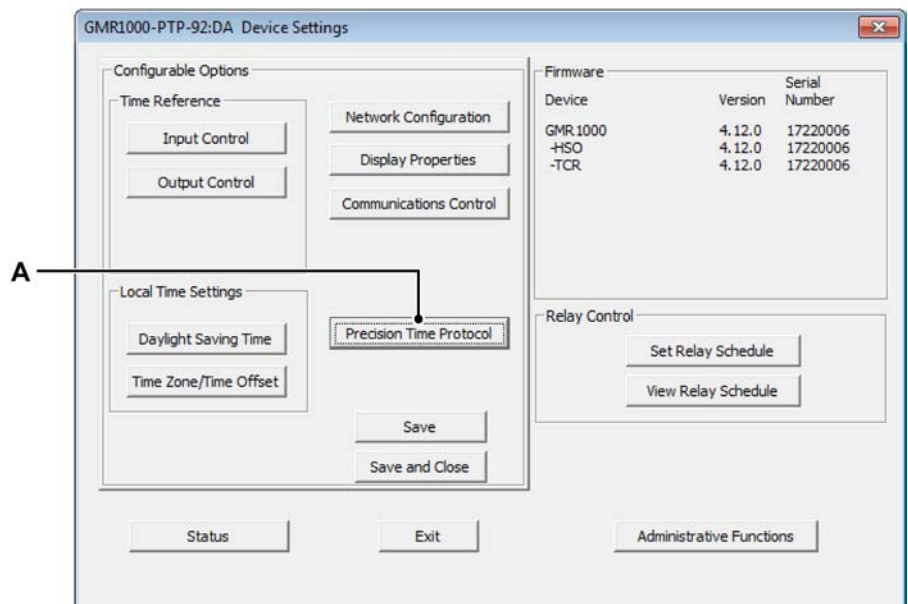 GMR1000-PTP-92:DA Device Settings
Configurable Options
Time Reference
Input Control
Output Control
Network Configuration
Display Properties
Communications Control
A
Local Time Settings
Daylight Saving Time
Time Zone/Time Offset
Precision Time Protocol
Save
Save and Close
Firmware
Device Version Serial Number
GMR1000 4.12.0 17220006
-HSO 4.12.0 17220006
-TCR 4.12.0 17220006
Relay Control
Set Relay Schedule
View Relay Schedule
Status
Exit
Administrative Functions